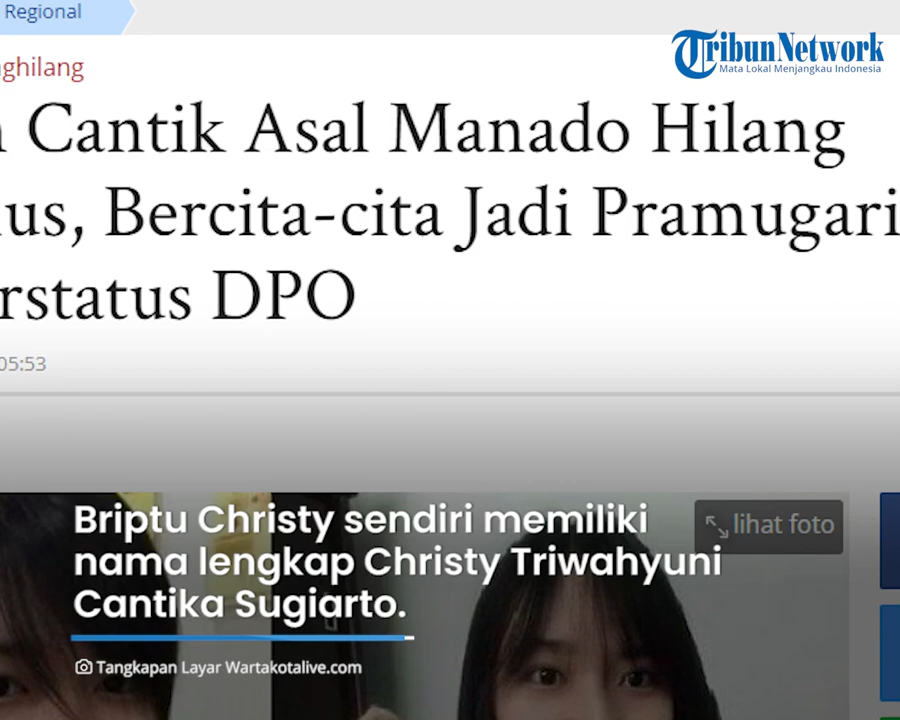 Regional
TribunNetwork
Mata Lokal Menjangkau Indonesia
ghilang
Cantik Asal Manado Hilang
us, Bercita-cita Jadi Pramugari
rstatus DPO
05:53
lihat foto
Briptu Christy sendiri memiliki
nama lengkap Christy Triwahyuni
Cantika Sugiarto.
Tangkapan Layar Wartakotalive.com